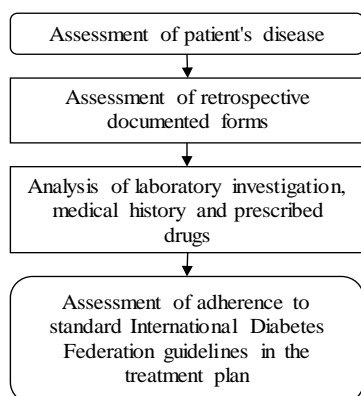 Assessment of patient's disease
Assessment of retrospective
documented forms
Analysis of laboratory investigation,
medical history and prescribed
drugs
Assessment of adherence to
standard International Diabetes
Federation guidelines in the
treatment plan